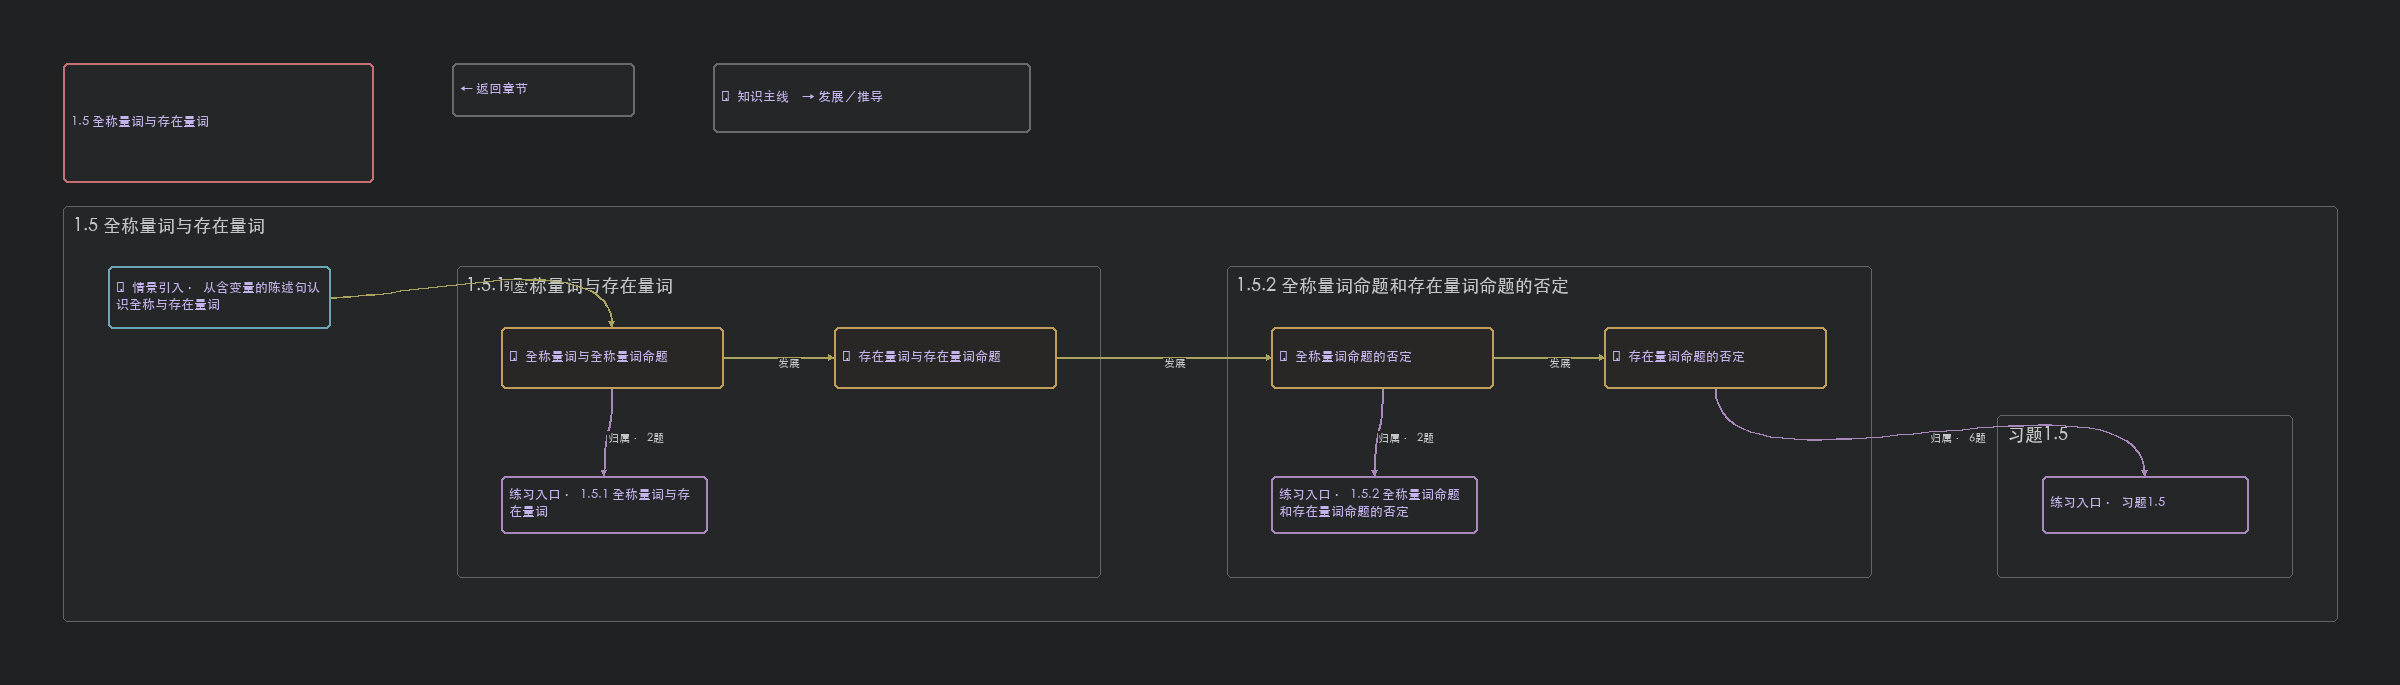 1.5 全称量词与存在量词
← 返回章节
知识主线 → 发展／推导
1.5 全称量词与存在量词
情景引入 · 从含变量的陈述句认
识全称与存在量词
1.5.1 全称量词与存在量词
引发
全称量词与全称量词命题
发展
存在量词与存在量词命题
发展
归属 · 2题
练习入口 · 1.5.1 全称量词与存
在量词
1.5.2 全称量词命题和存在量词命题的否定
全称量词命题的否定
发展
存在量词命题的否定
归属 · 2题
练习入口 · 1.5.2 全称量词命题
和存在量词命题的否定
归属 · 6题
习题1.5
练习入口 · 习题1.5